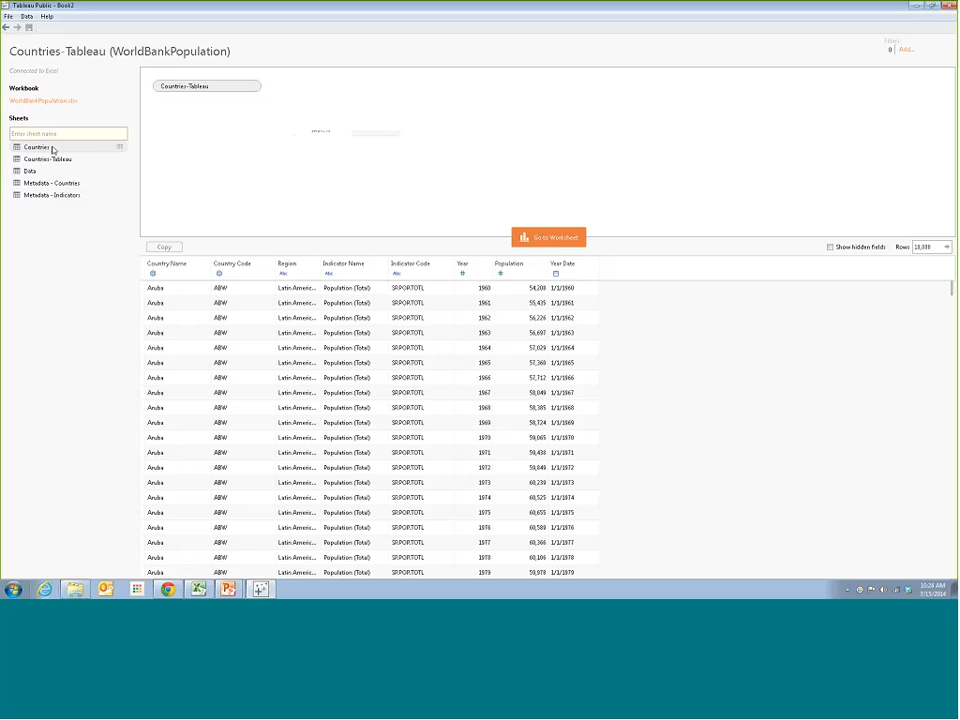 Tableau Public - Book2
File Data Help
Countries-Tableau (WorldBankPopulation)
0 Add...
Connected to Excel
Workbook
WorldBankPopulation.xlsx
Sheets
Enter sheet name
Countries
Countries-Tableau
Data
Metadata - Countries
Metadata - Indicators
Countries-Tableau
Go to Worksheet
Copy Show hidden fields Rows 10,000
Country Name Country Code Region Indicator Name Indicator Code Year Population Year Date
Abc Abc Abc # #
Aruba ABW Latin Americ... Population (Total) SP.POP.TOTL 1960 54,208 1/1/1960
Aruba ABW Latin Americ... Population (Total) SP.POP.TOTL 1961 55,435 1/1/1961
Aruba ABW Latin Americ... Population (Total) SP.POP.TOTL 1962 56,226 1/1/1962
Aruba ABW Latin Americ... Population (Total) SP.POP.TOTL 1963 56,697 1/1/1963
Aruba ABW Latin Americ... Population (Total) SP.POP.TOTL 1964 57,029 1/1/1964
Aruba ABW Latin Americ... Population (Total) SP.POP.TOTL 1965 57,360 1/1/1965
Aruba ABW Latin Americ... Population (Total) SP.POP.TOTL 1966 57,712 1/1/1966
Aruba ABW Latin Americ... Population (Total) SP.POP.TOTL 1967 58,049 1/1/1967
Aruba ABW Latin Americ... Population (Total) SP.POP.TOTL 1968 58,385 1/1/1968
Aruba ABW Latin Americ... Population (Total) SP.POP.TOTL 1969 58,724 1/1/1969
Aruba ABW Latin Americ... Population (Total) SP.POP.TOTL 1970 59,065 1/1/1970
Aruba ABW Latin Americ... Population (Total) SP.POP.TOTL 1971 59,438 1/1/1971
Aruba ABW Latin Americ... Population (Total) SP.POP.TOTL 1972 59,849 1/1/1972
Aruba ABW Latin Americ... Population (Total) SP.POP.TOTL 1973 60,239 1/1/1973
Aruba ABW Latin Americ... Population (Total) SP.POP.TOTL 1974 60,525 1/1/1974
Aruba ABW Latin Americ... Population (Total) SP.POP.TOTL 1975 60,655 1/1/1975
Aruba ABW Latin Americ... Population (Total) SP.POP.TOTL 1976 60,589 1/1/1976
Aruba ABW Latin Americ... Population (Total) SP.POP.TOTL 1977 60,366 1/1/1977
Aruba ABW Latin Americ... Population (Total) SP.POP.TOTL 1978 60,106 1/1/1978
Aruba ABW Latin Americ... Population (Total) SP.POP.TOTL 1979 59,978 1/1/1979
10:26 AM
7/15/2014